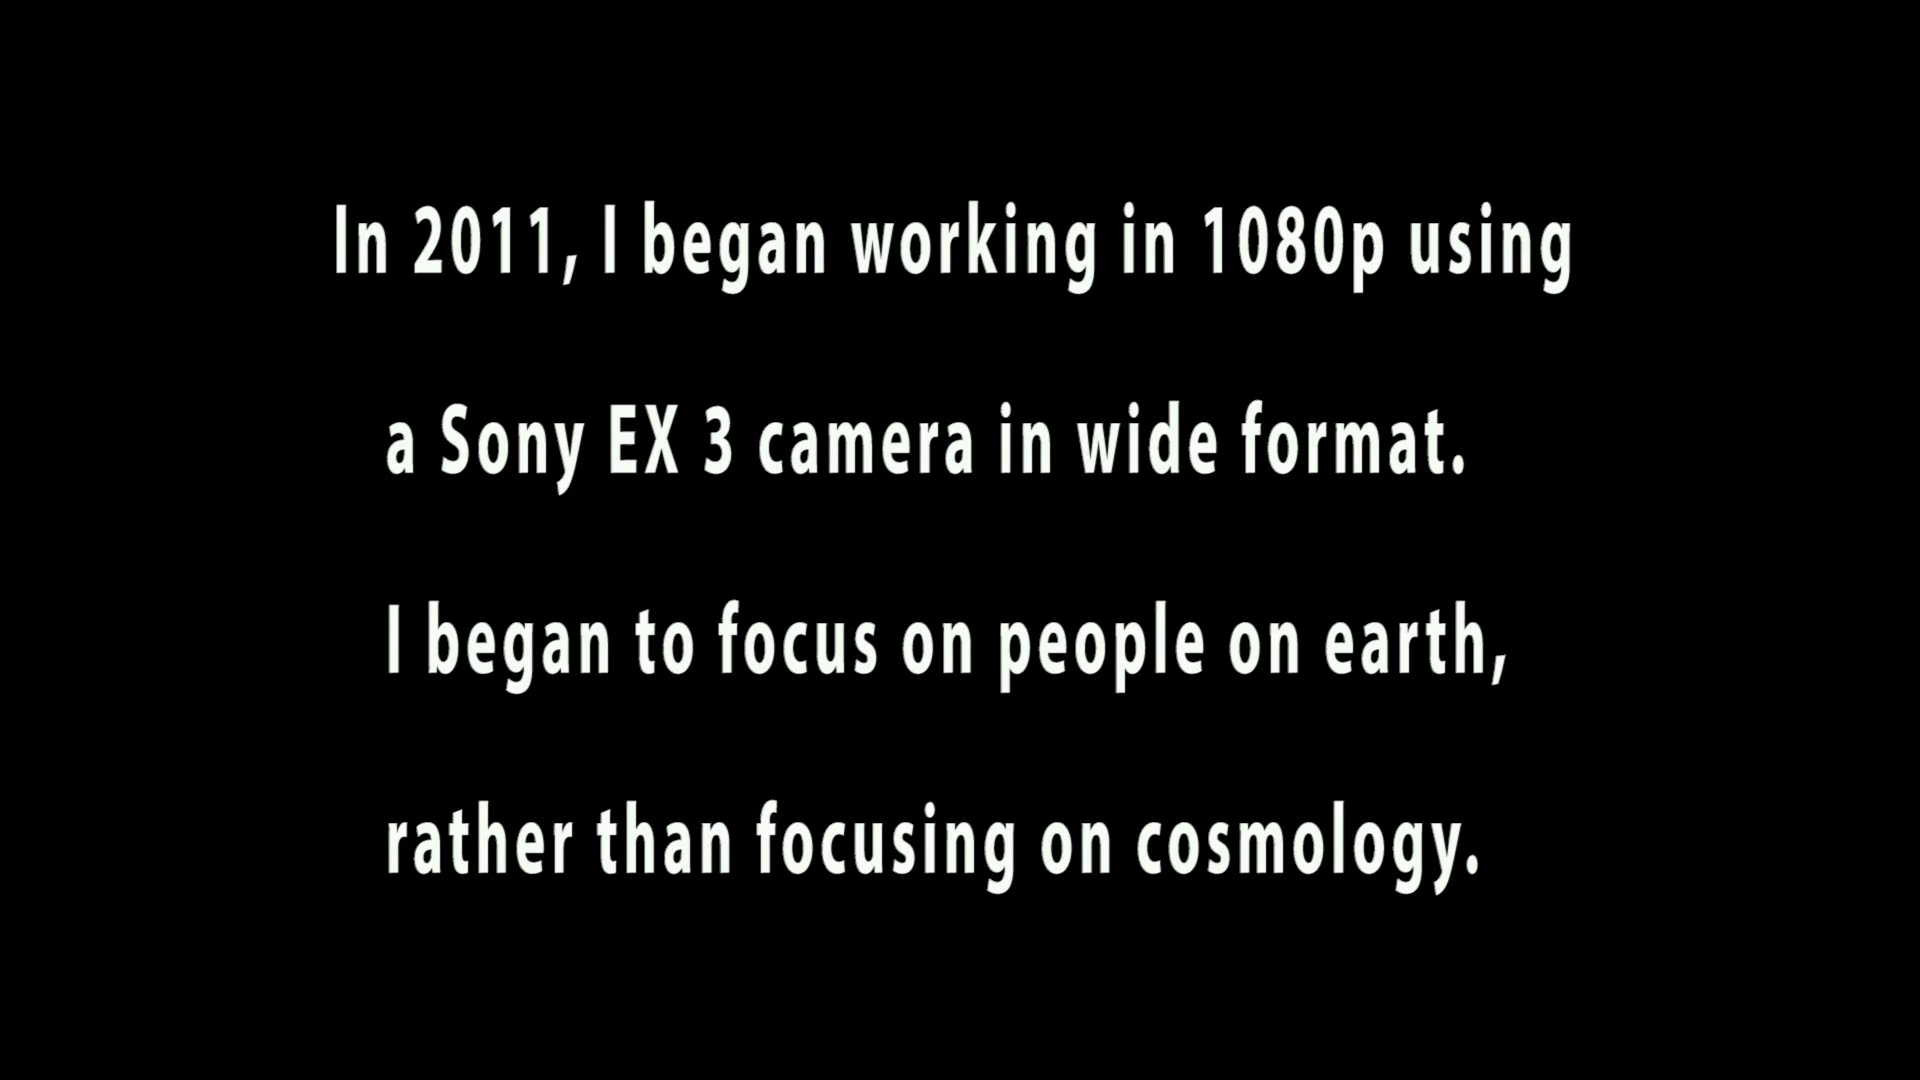 In 2011, I began working in 1080p using
a Sony EX 3 camera in wide format.
I began to focus on people on earth,
rather than focusing on cosmology.